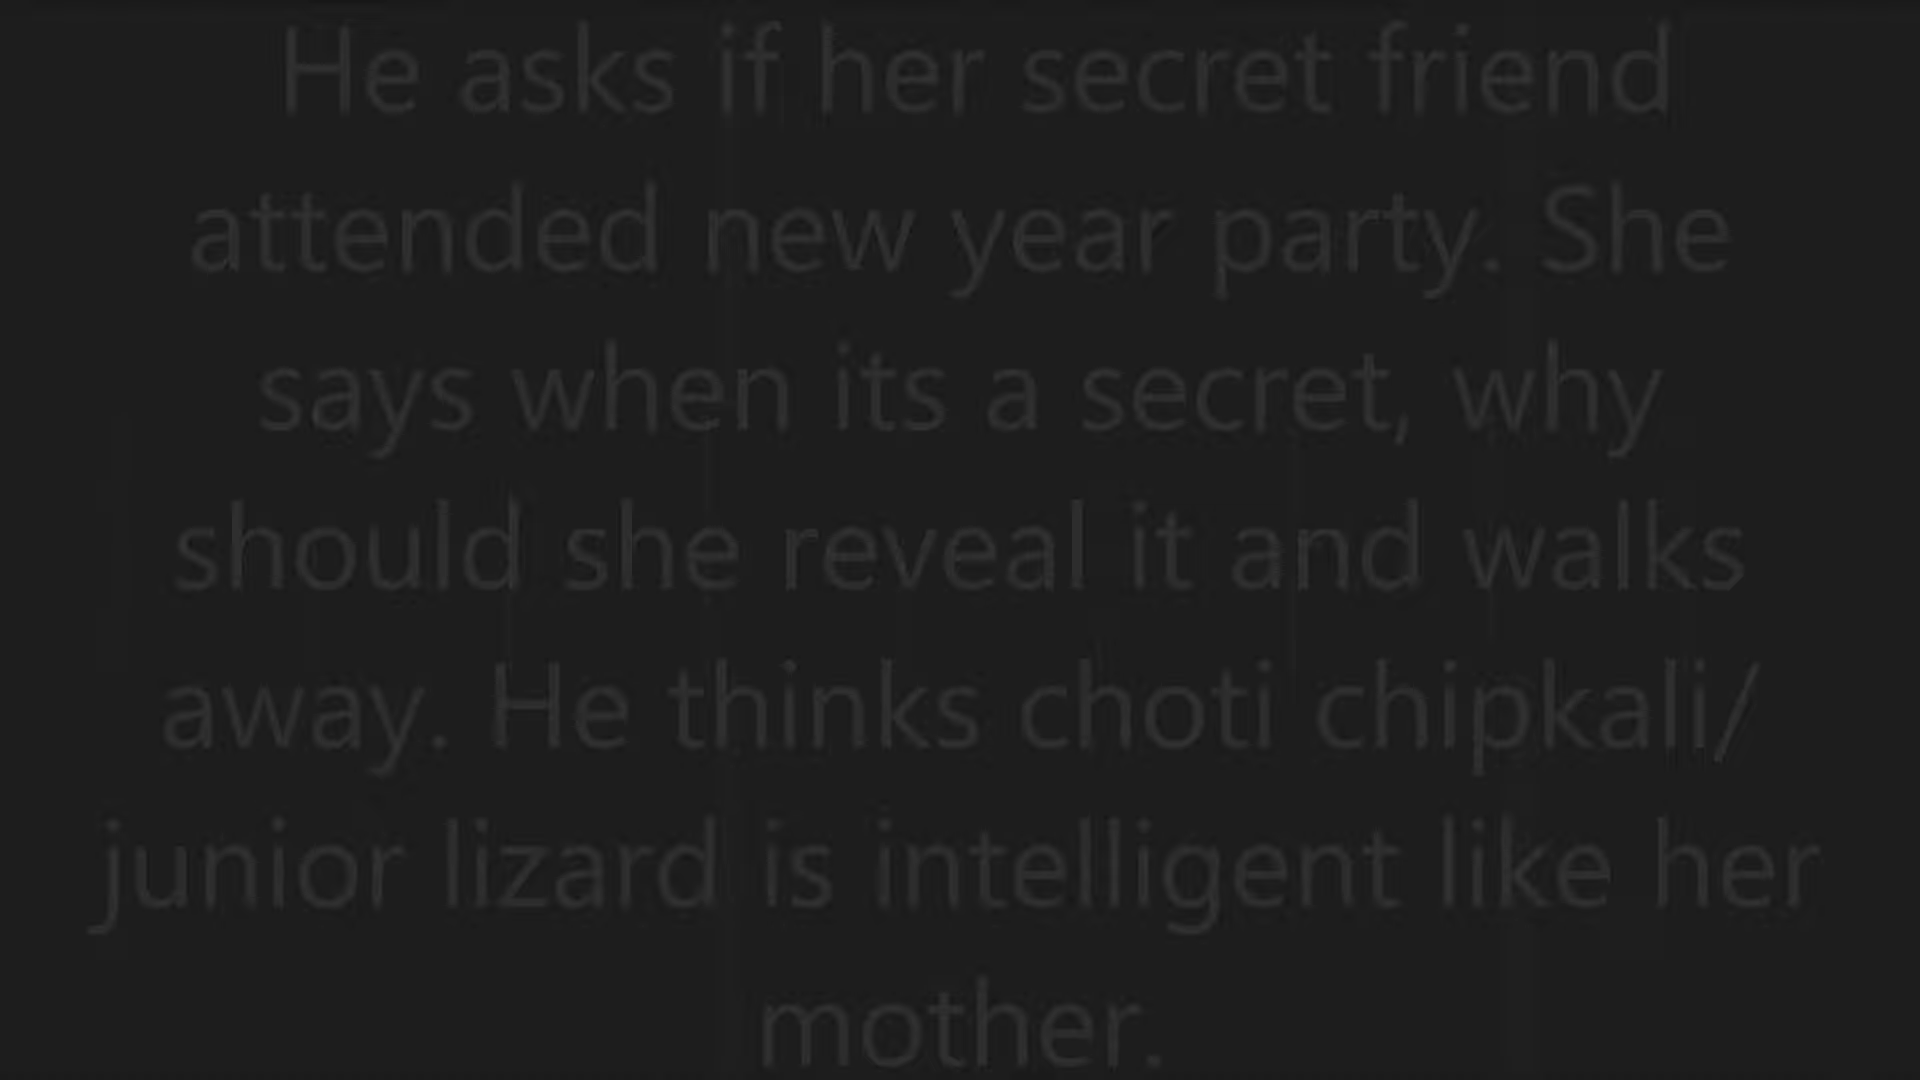 He asks if her secret friend
attended new year party. She
says when its a secret, why
should she reveal it and walks
away. He thinks choti chipkali/
junior lizard is intelligent like her
mother.